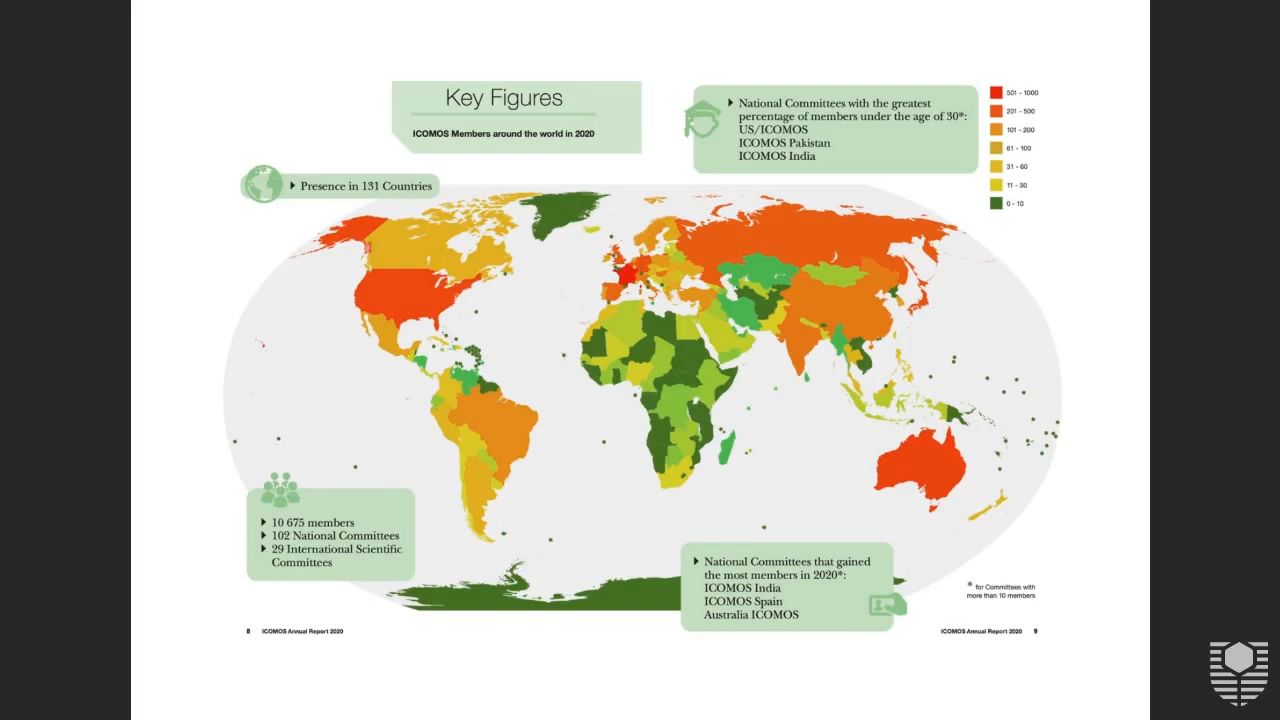 Key Figures
ICOMOS Members around the world in 2020
National Committees with the greatest
percentage of members under the age of 30*:
US/ICOMOS
ICOMOS Pakistan
ICOMOS India
501 - 1000
201 - 500
101 - 200
61 - 100
31 - 60
11 - 30
0 - 10
Presence in 131 Countries
10 675 members
102 National Committees
29 International Scientific
Committees
National Committees that gained
the most members in 2020*:
ICOMOS India
ICOMOS Spain
Australia ICOMOS
* for Committees with
more than 10 members
8 ICOMOS Annual Report 2020
ICOMOS Annual Report 2020 9